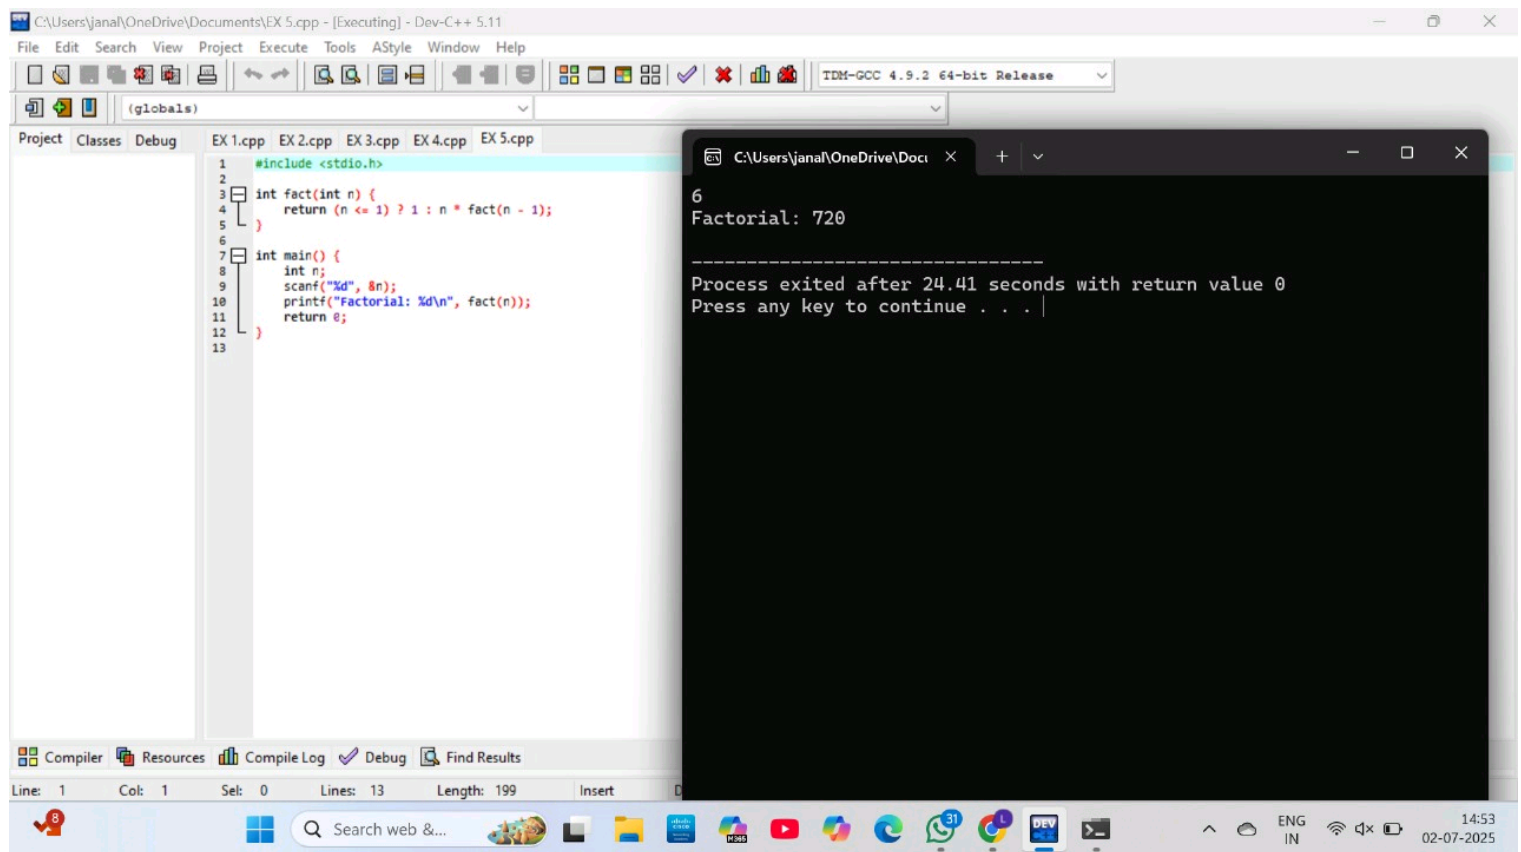 C:\Users\janal\OneDrive\Documents\EX 5.cpp - [Executing] - Dev-C++ 5.11
File Edit Search View Project Execute Tools AStyle Window Help
TDM-GCC 4.9.2 64-bit Release
(globals)
Project Classes Debug
EX 1.cpp EX 2.cpp EX 3.cpp EX 4.cpp EX 5.cpp
1 #include <stdio.h>
2
3 int fact(int n) {
4 return (n <= 1) ? 1 : n * fact(n - 1);
5 }
6
7 int main() {
8 int n;
9 scanf("%d", &n);
10 printf("Factorial: %d\n", fact(n));
11 return 0;
12 }
13
C:\Users\janal\OneDrive\Docu
6
Factorial: 720
--------------------------------
Process exited after 24.41 seconds with return value 0
Press any key to continue . . .
Compiler Resources Compile Log Debug Find Results
Line: 1 Col: 1 Sel: 0 Lines: 13 Length: 199 Insert
8
Search web &...
M365
31
L
DEV
ENG
IN
14:53
02-07-2025